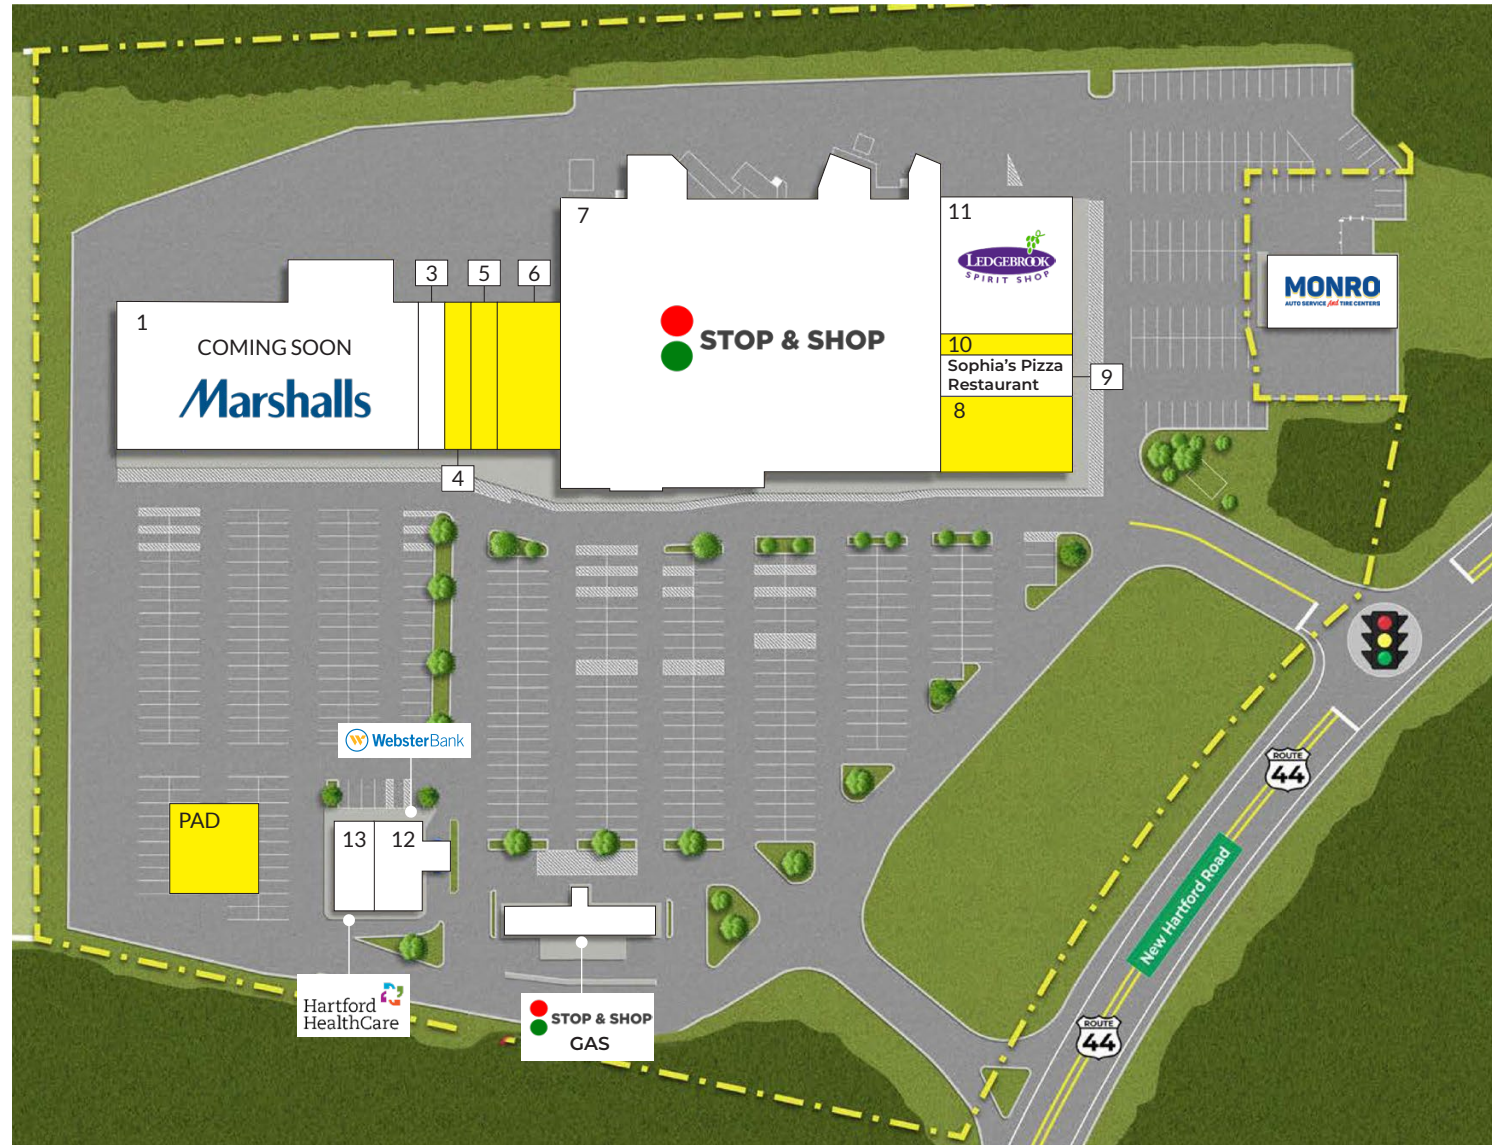 7
11
LEDGEBROOK
SPIRIT SHOP
3
5
6
MONRO
AUTO SERVICE And TIRE CENTERS
1
COMING SOON
Marshalls
STOP & SHOP
10
Sophia's Pizza
Restaurant
9
8
4
WebsterBank
ROUTE
44
PAD
13
12
New Hartford Road
Hartford
HealthCare
STOP & SHOP
GAS
ROUTE
44